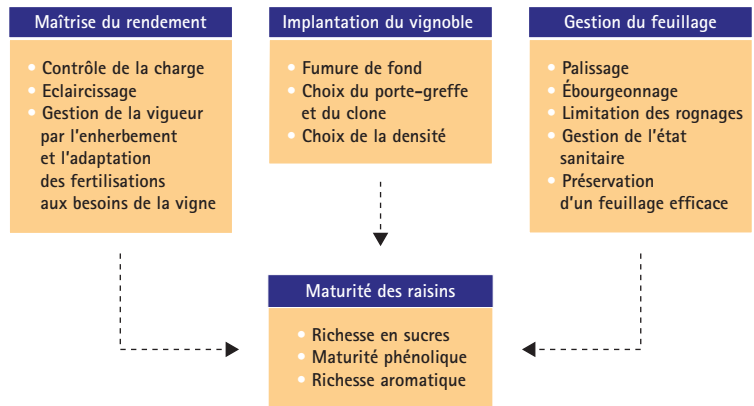 Maîtrise du rendement
• Contrôle de la charge
• Eclaircissage
• Gestion de la vigueur
par l'enherbement
et l'adaptation
des fertilisations
aux besoins de la vigne
Implantation du vignoble
• Fumure de fond
• Choix du porte-greffe
et du clone
• Choix de la densité
Gestion du feuillage
• Palissage
• Ébourgeonnage
• Limitation des rognages
• Gestion de l'état
sanitaire
• Préservation
d'un feuillage efficace
Maturité des raisins
• Richesse en sucres
• Maturité phénolique
• Richesse aromatique